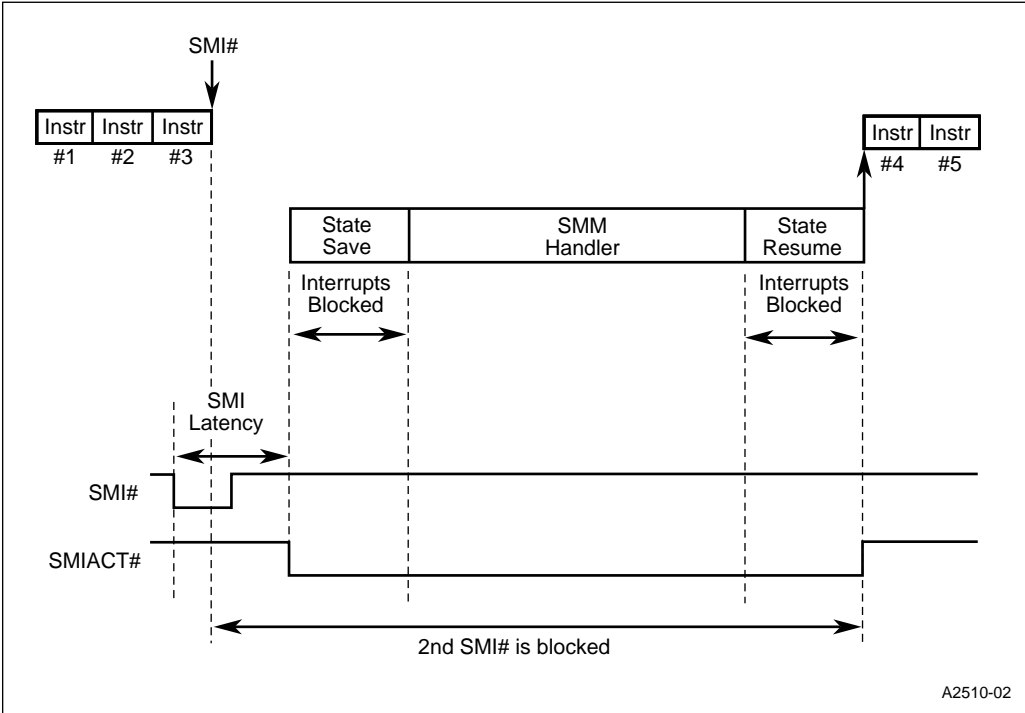 SMI#
Instr Instr Instr
#1 #2 #3
Instr Instr
#4 #5
State
Save
SMM
Handler
State
Resume
Interrupts
Blocked
Interrupts
Blocked
SMI
Latency
SMI#
SMIACT#
2nd SMI# is blocked
A2510-02